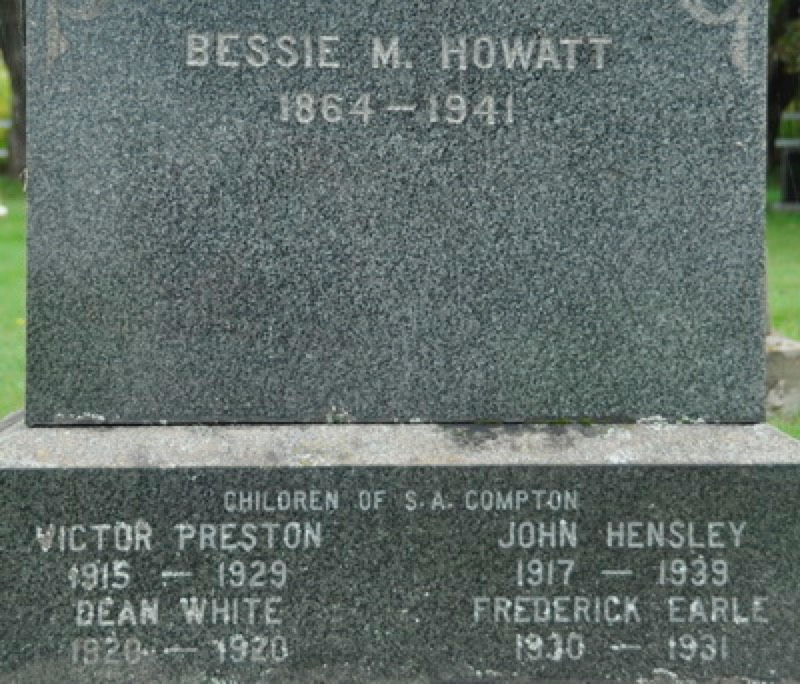 BESSIE M. HOWATT
1864 — 1941
CHILDREN OF S.A. COMPTON
VICTOR PRESTON
1915 — 1929
DEAN WHITE
1920 — 1920
JOHN HENSLEY
1917 — 1939
FREDERICK EARLE
1930 — 1931